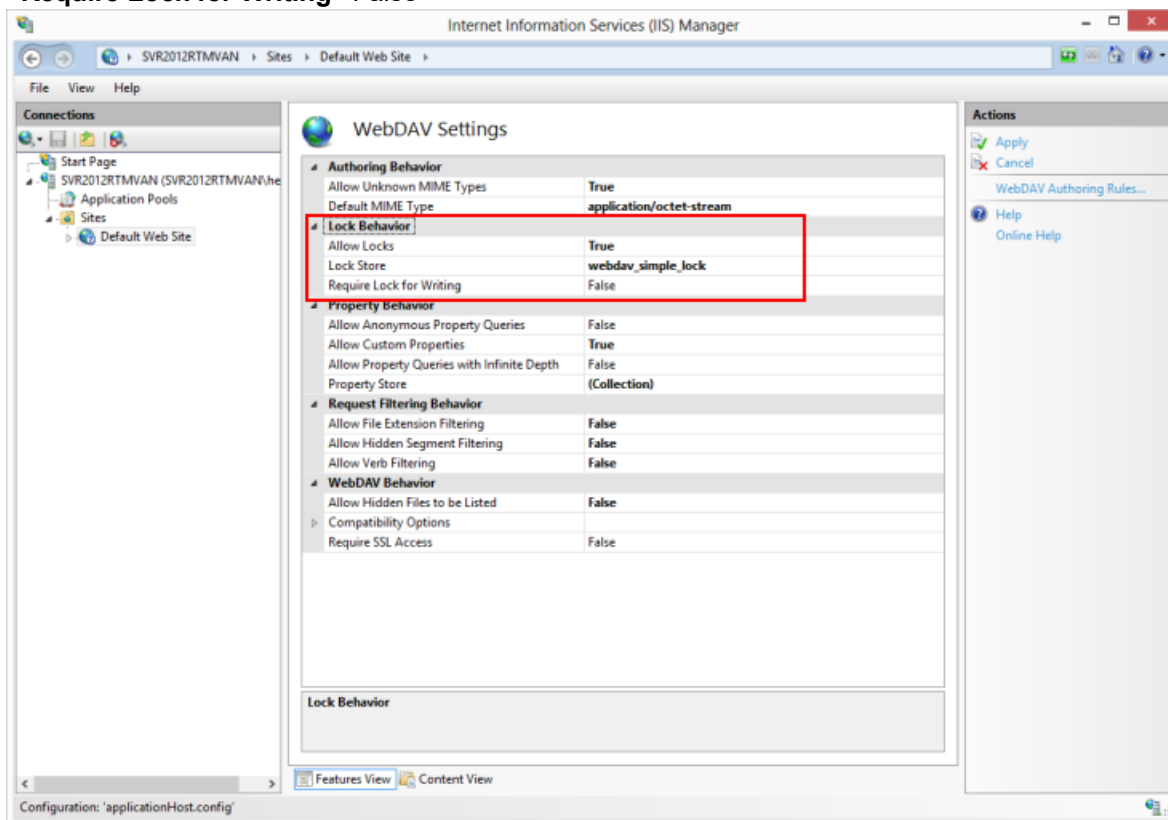 Require Lock for Writing - False
Internet Information Services (IIS) Manager
SVR2012RTMVAN Sites Default Web Site
File View Help
Connections
Start Page
SVR2012RTMVAN (SVR2012RTMVAN\he
Application Pools
Sites
Default Web Site
WebDAV Settings
Authoring Behavior
Allow Unknown MIME Types True
Default MIME Type application/octet-stream
Lock Behavior
Allow Locks True
Lock Store webdav_simple_lock
Require Lock for Writing False
Property Behavior
Allow Anonymous Property Queries False
Allow Custom Properties True
Allow Property Queries with Infinite Depth False
Property Store (Collection)
Request Filtering Behavior
Allow File Extension Filtering False
Allow Hidden Segment Filtering False
Allow Verb Filtering False
WebDAV Behavior
Allow Hidden Files to be Listed False
Compatibility Options
Require SSL Access False
Lock Behavior
Features View Content View
Actions
Apply
Cancel
WebDAV Authoring Rules...
Help
Online Help
Configuration: 'applicationHost.config'